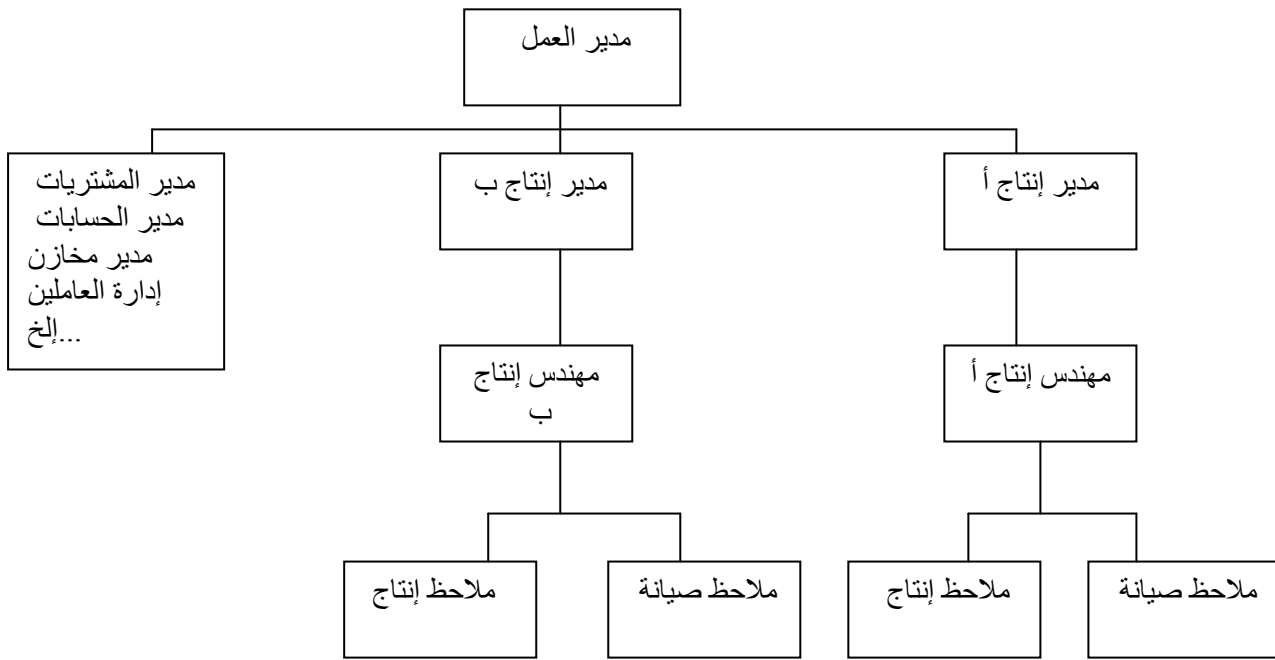 مدير العمل
مدير إنتاج أ
مدير إنتاج ب
مدير المشتريات
مدير الحسابات
مدير مخازن
إدارة العاملين
...إلخ
مهندس إنتاج أ
مهندس إنتاج
ب
ملاحظ صيانة
ملاحظ إنتاج
ملاحظ صيانة
ملاحظ إنتاج